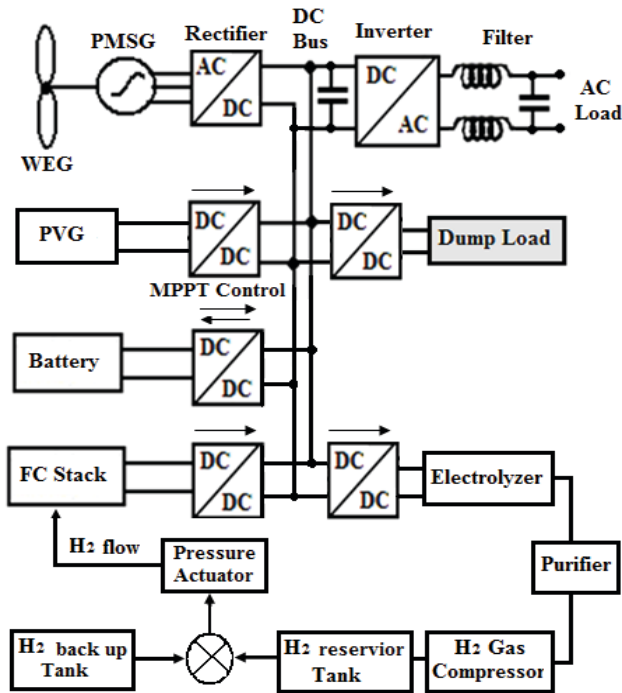 PMSG
Rectifier
DC
Bus
Inverter
Filter
AC
DC
DC
AC
AC
Load
WEG
PVG
DC
DC
MPPT Control
DC
DC
Dump Load
Battery
DC
DC
FC Stack
DC
DC
DC
DC
Electrolyzer
H2 flow
Pressure
Actuator
Purifier
H2 back up
Tank
H2 reservior
Tank
H2 Gas
Compressor